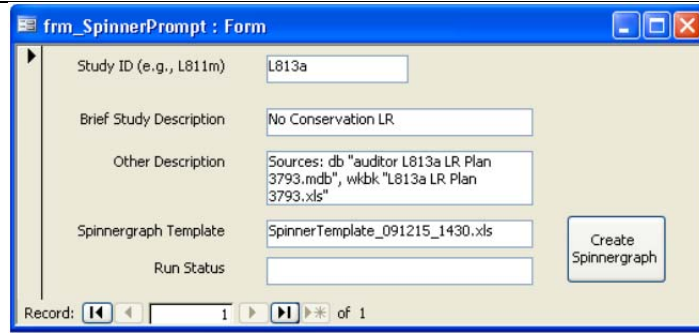 frm_SpinnerPrompt : Form
Study ID (e.g., L811m) L813a
Brief Study Description No Conservation LR
Other Description Sources: db "auditor L813a LR Plan
3793.mdb", wkbk "L813a LR Plan
3793.xls"
Spinnergraph Template SpinnerTemplate_091215_1430.xls
Run Status
Create
Spinnergraph
Record: 1 of 1